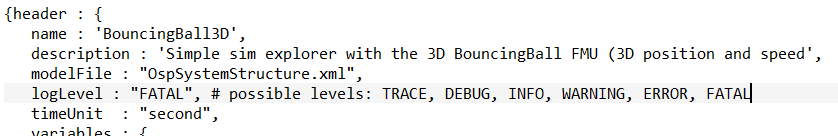 {header : {
name : 'BouncingBall3D',
description : 'Simple sim explorer with the 3D BouncingBall FMU (3D position and speed',
modelFile : "OspSystemStructure.xml",
logLevel : "FATAL", # possible levels: TRACE, DEBUG, INFO, WARNING, ERROR, FATAL
timeUnit : "second",
variables : {